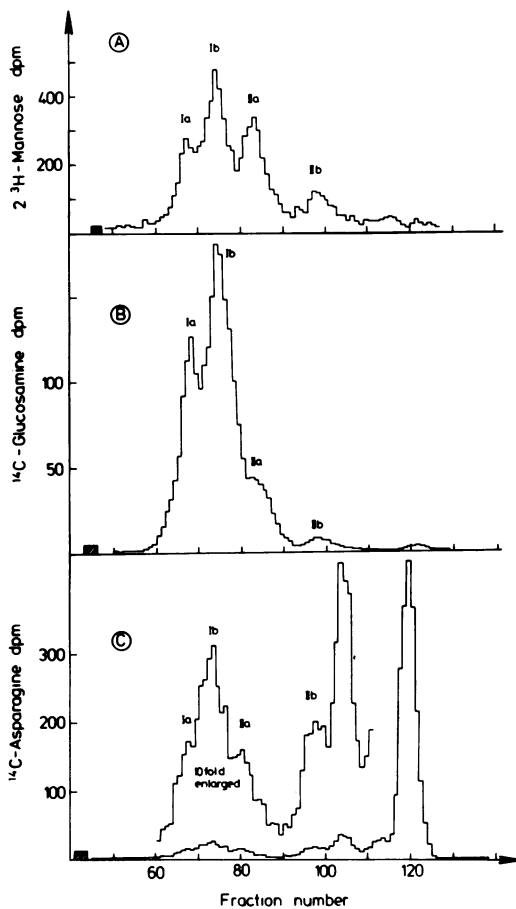 A
Ib
Ia
IIa
IIb
400
200
2 ³H-Mannose dpm
B
Ib
Ia
IIa
IIb
100
50
¹⁴C-Glucosamine dpm
C
Ib
Ia
IIa
IIb
10 fold
enlarged
300
200
100
¹⁴C-Asparagine dpm
60 80 100 120
Fraction number